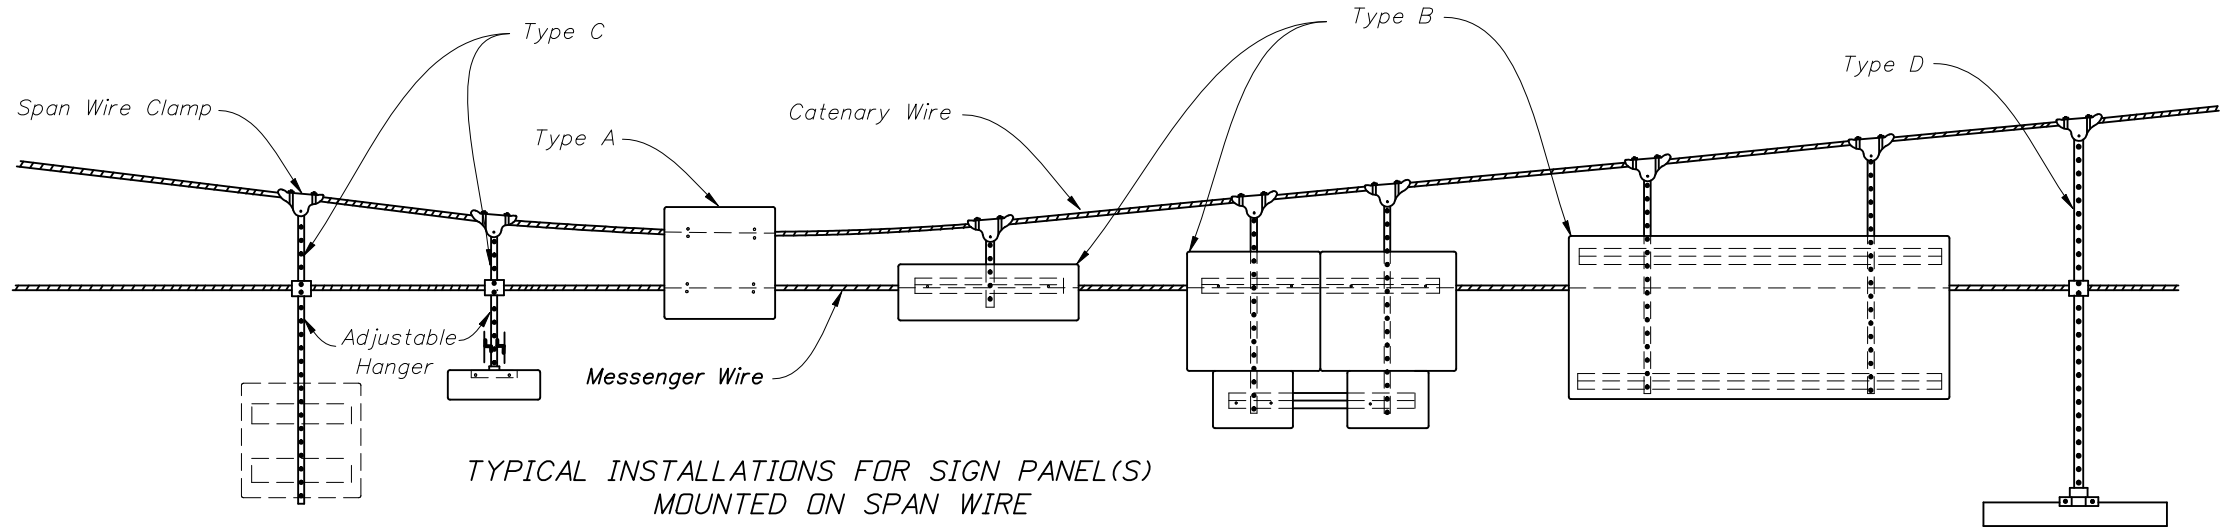 Type C
Type B
Type D
Span Wire Clamp
Catenary Wire
Type A
Adjustable
Hanger
Messenger Wire
TYPICAL INSTALLATIONS FOR SIGN PANEL(S)
MOUNTED ON SPAN WIRE